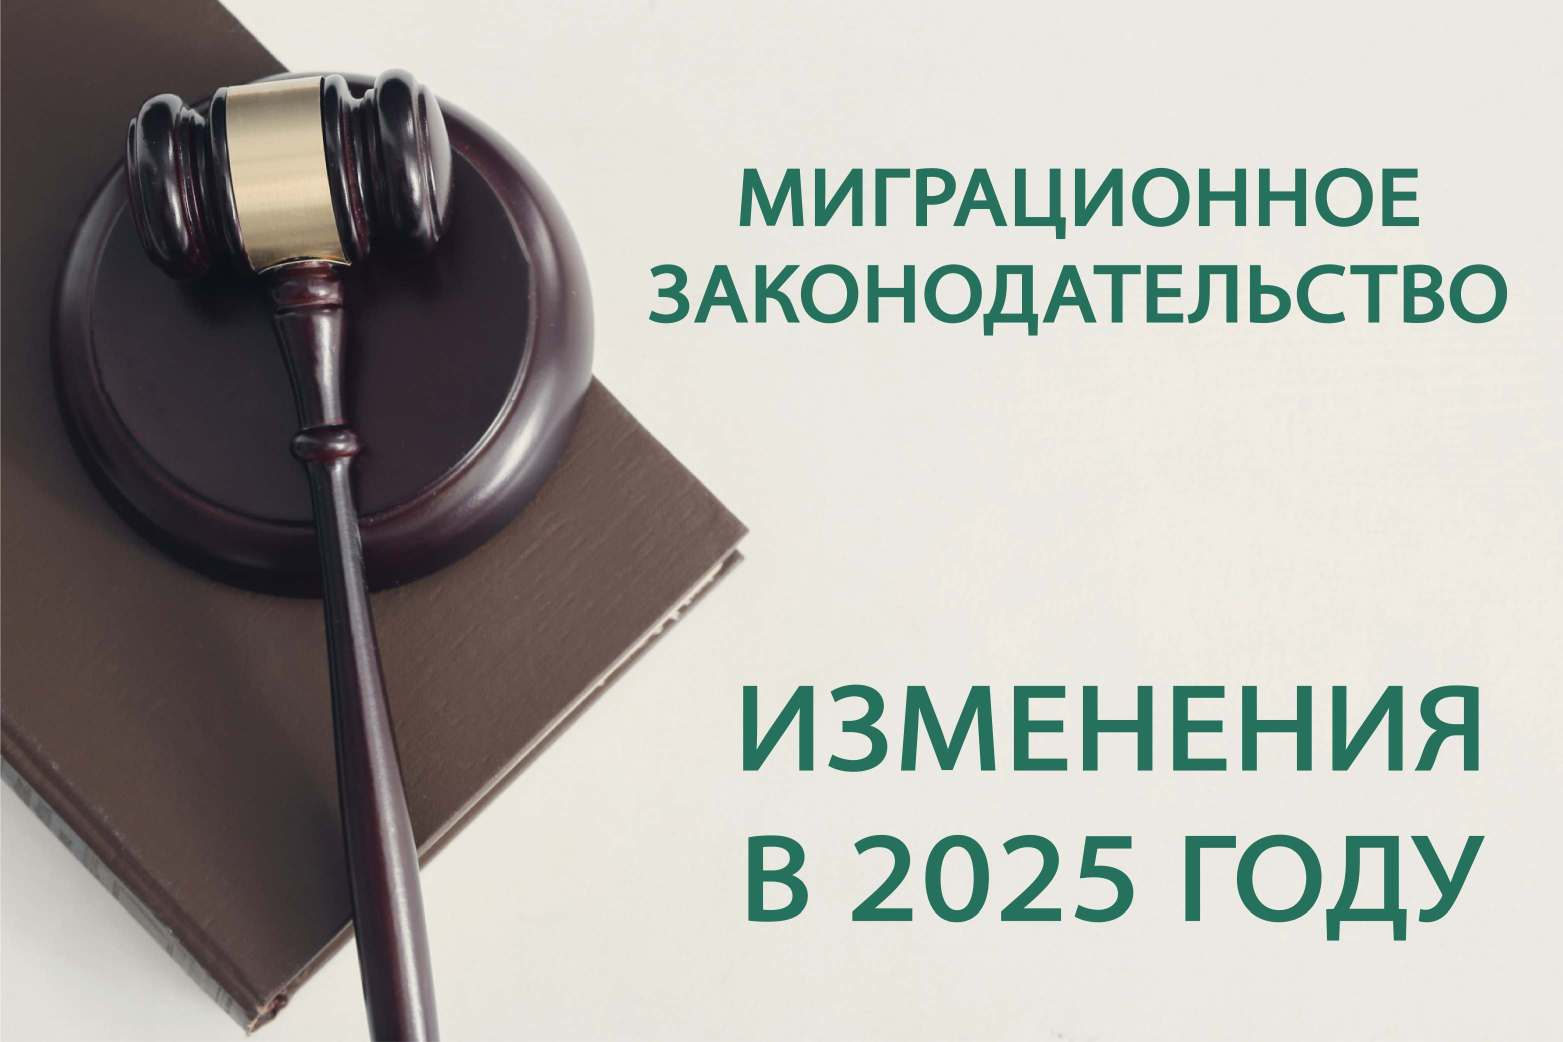 МИГРАЦИОННОЕ
ЗАКОНОДАТЕЛЬСТВО
ИЗМЕНЕНИЯ
В 2025 ГОДУ